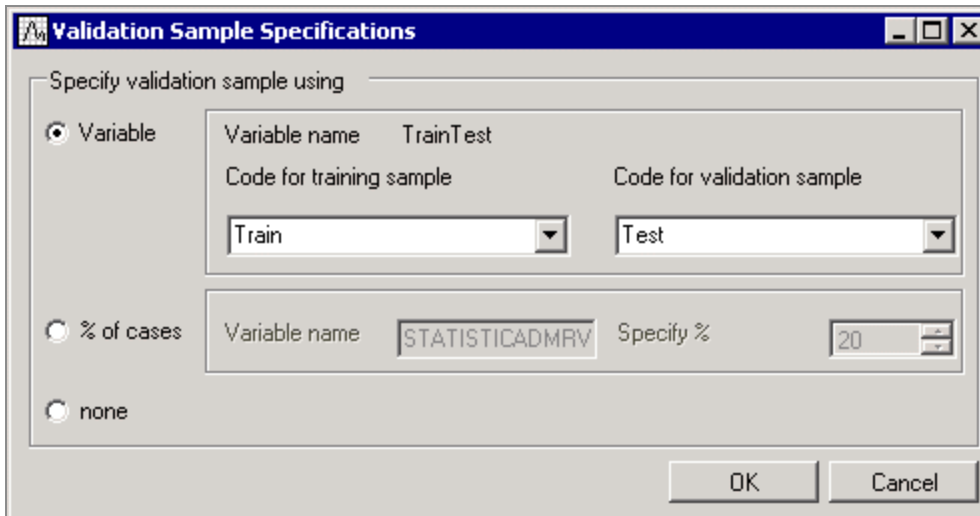 Validation Sample Specifications
Specify validation sample using
Variable
Variable name TrainTest
Code for training sample Code for validation sample
Train Test
% of cases Variable name STATISTICADMRV Specify % 20
none
OK Cancel